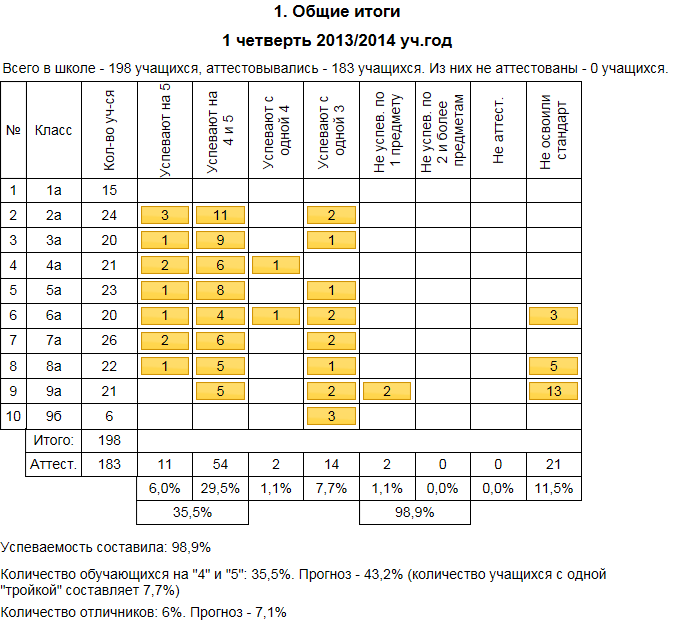 1. Общие итоги
1 четверть 2013/2014 уч.год
Всего в школе - 198 учащихся, аттестовывались - 183 учащихся. Из них не аттестованы - 0 учащихся.
№ Класс Кол-во уч-ся Успевают на 5 Успевают на 4 и 5 Успевают с одной 4 Успевают с одной 3 Не успев. по 1 предмету Не успев. по 2 и более предметам Не аттест. Не освоили стандарт
1 1а 15
2 2а 24 3 11 2
3 3а 20 1 9 1
4 4а 21 2 6 1
5 5а 23 1 8 1
6 6а 20 1 4 1 2 3
7 7а 26 2 6 2
8 8а 22 1 5 1 5
9 9а 21 5 2 2 13
10 9б 6 3
Итого: 198
Аттест. 183 11 54 2 14 2 0 0 21
6,0% 29,5% 1,1% 7,7% 1,1% 0,0% 0,0% 11,5%
35,5% 98,9%
Успеваемость составила: 98,9%
Количество обучающихся на "4" и "5": 35,5%. Прогноз - 43,2% (количество учащихся с одной
"тройкой" составляет 7,7%)
Количество отличников: 6%. Прогноз - 7,1%